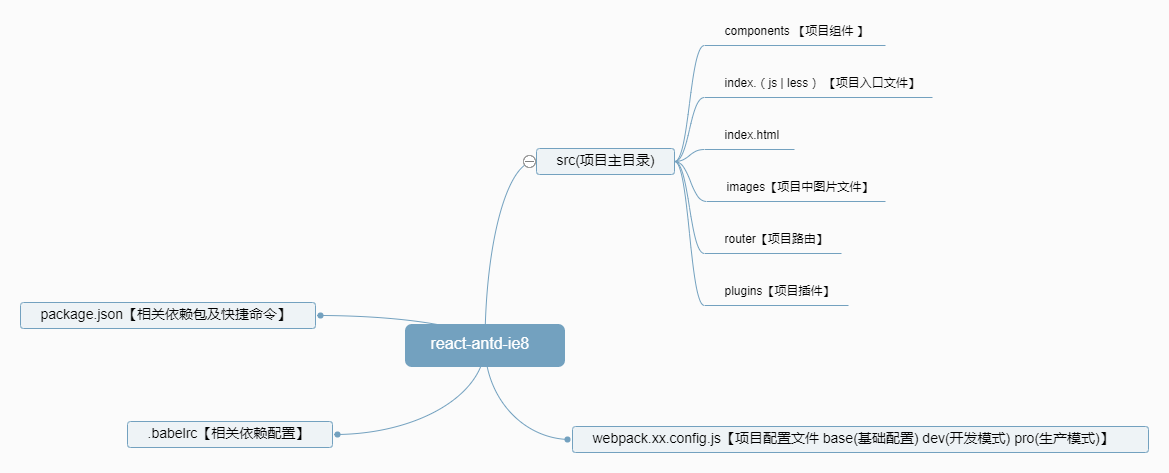 components 【项目组件 】
index.（js | less） 【项目入口文件】
index.html
src(项目主目录)
images【项目中图片文件】
router【项目路由】
plugins【项目插件】
package.json【相关依赖包及快捷命令】
react-antd-ie8
.babelrc【相关依赖配置】
webpack.xx.config.js【项目配置文件 base(基础配置) dev(开发模式) pro(生产模式)】